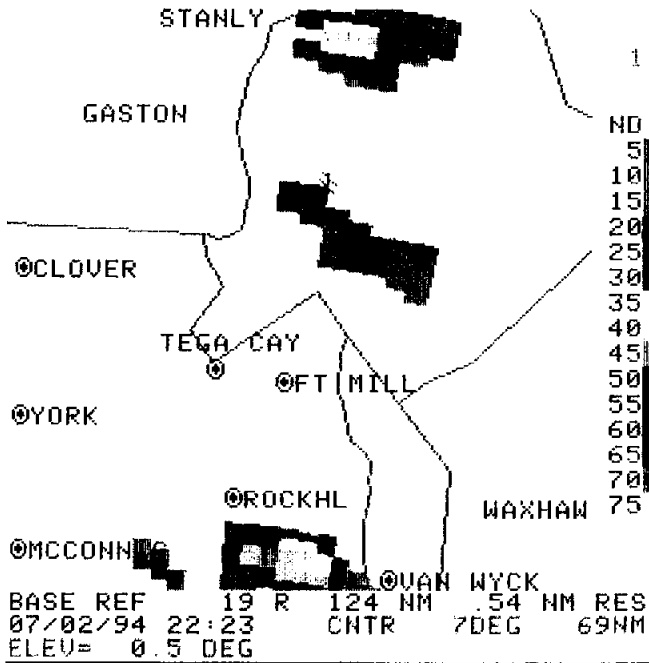 STANLY
1
GASTON
ND
5
10
15
20
25
30
35
40
45
50
55
60
65
70
75
1
CLOVER
TEGA CAY
FT MILL
YORK
ROCKHL
WAXHAW
VAN WYCK
BASE REF 19 R 124 NM .54 NM RES
07/02/94 22:23 CNTR 7DEG 69NM
ELEV= 0.5 DEG